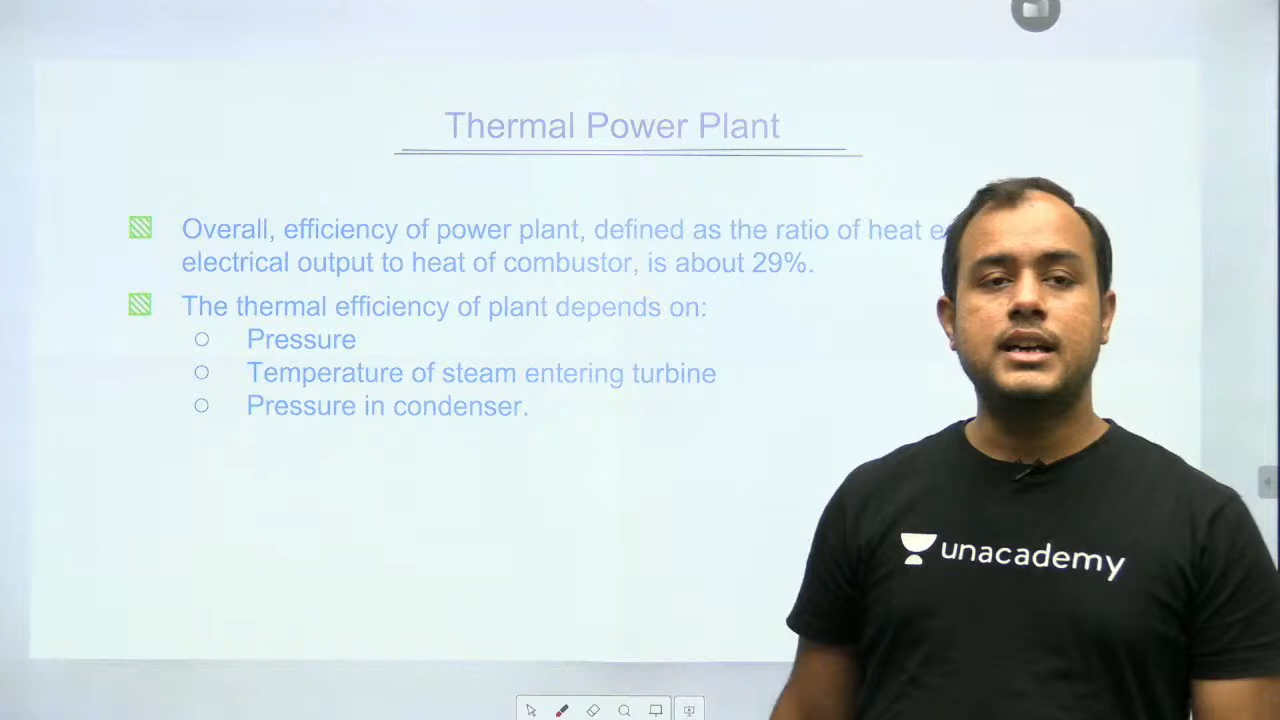 Thermal Power Plant
Overall, efficiency of power plant, defined as the ratio of heat
electrical output to heat of combustor, is about 29%.
The thermal efficiency of plant depends on:
Pressure
Temperature of steam entering turbine
Pressure in condenser.
unacademy